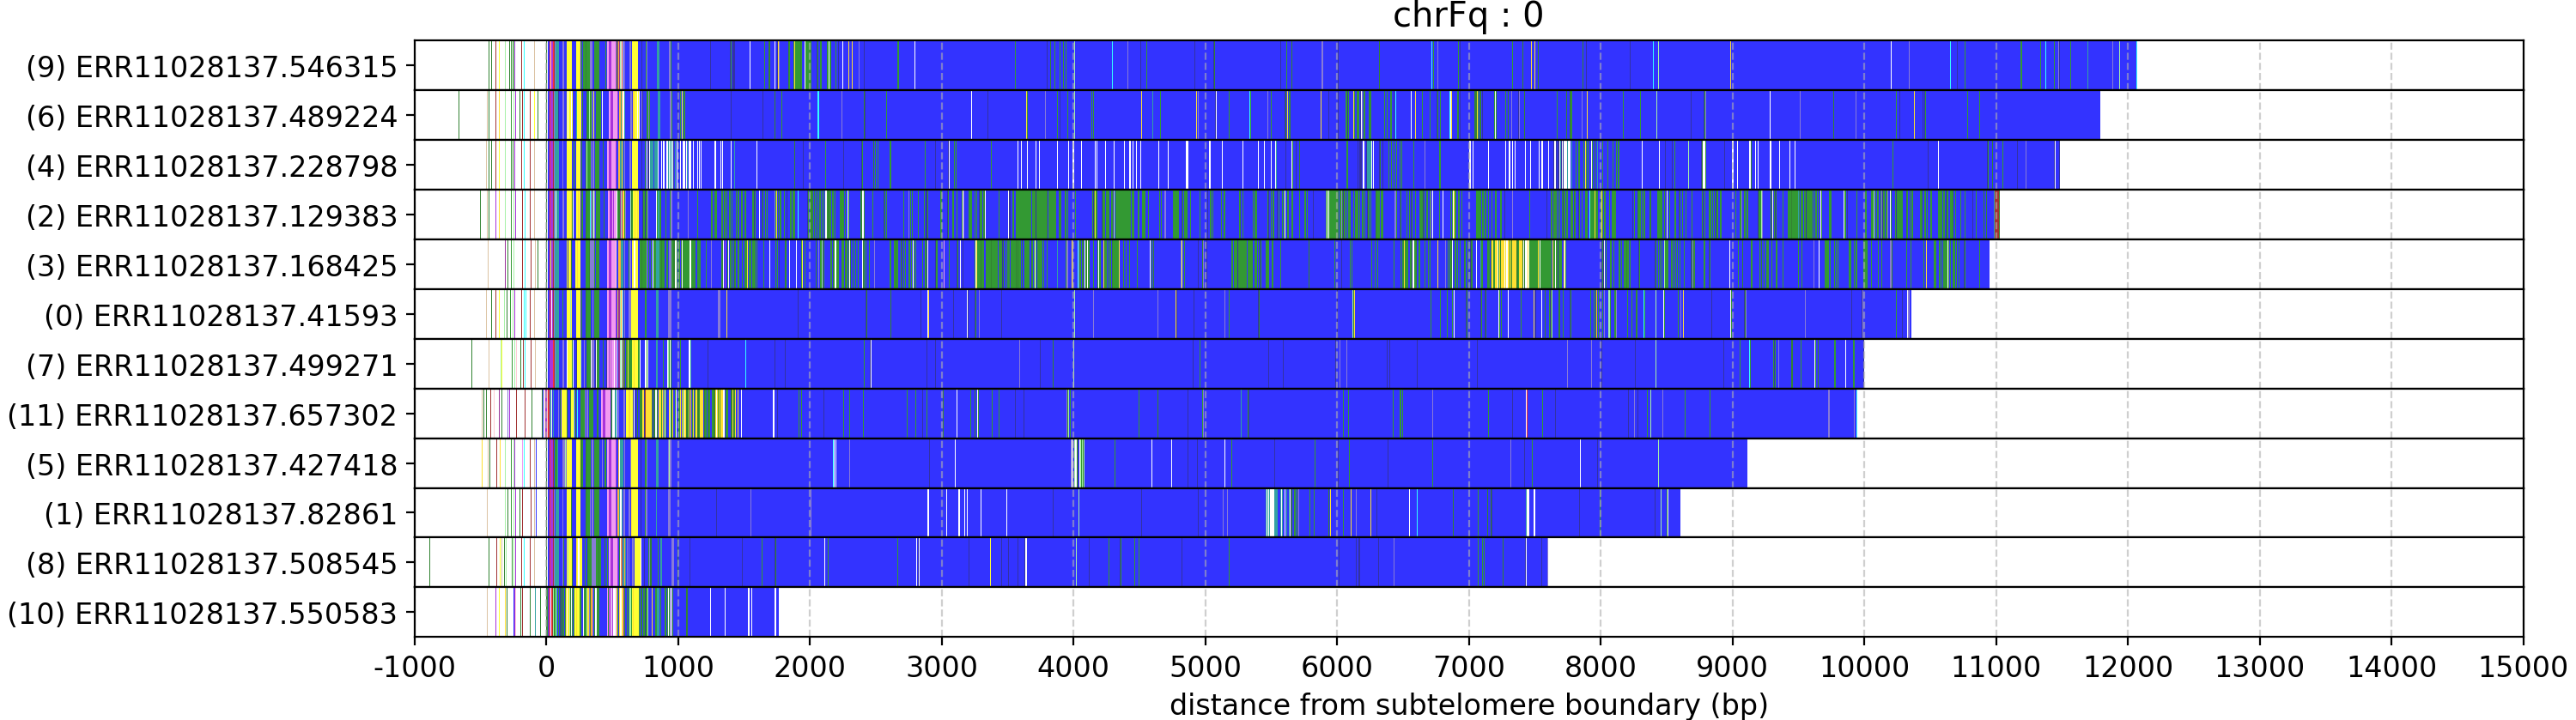 chrFq : 0
(9) ERR11028137.546315
(6) ERR11028137.489224
(4) ERR11028137.228798
(2) ERR11028137.129383
(3) ERR11028137.168425
(0) ERR11028137.41593
(7) ERR11028137.499271
(11) ERR11028137.657302
(5) ERR11028137.427418
(1) ERR11028137.82861
(8) ERR11028137.508545
(10) ERR11028137.550583
-1000 0 1000 2000 3000 4000 5000 6000 7000 8000 9000 10000 11000 12000 13000 14000 15000
distance from subtelomere boundary (bp)